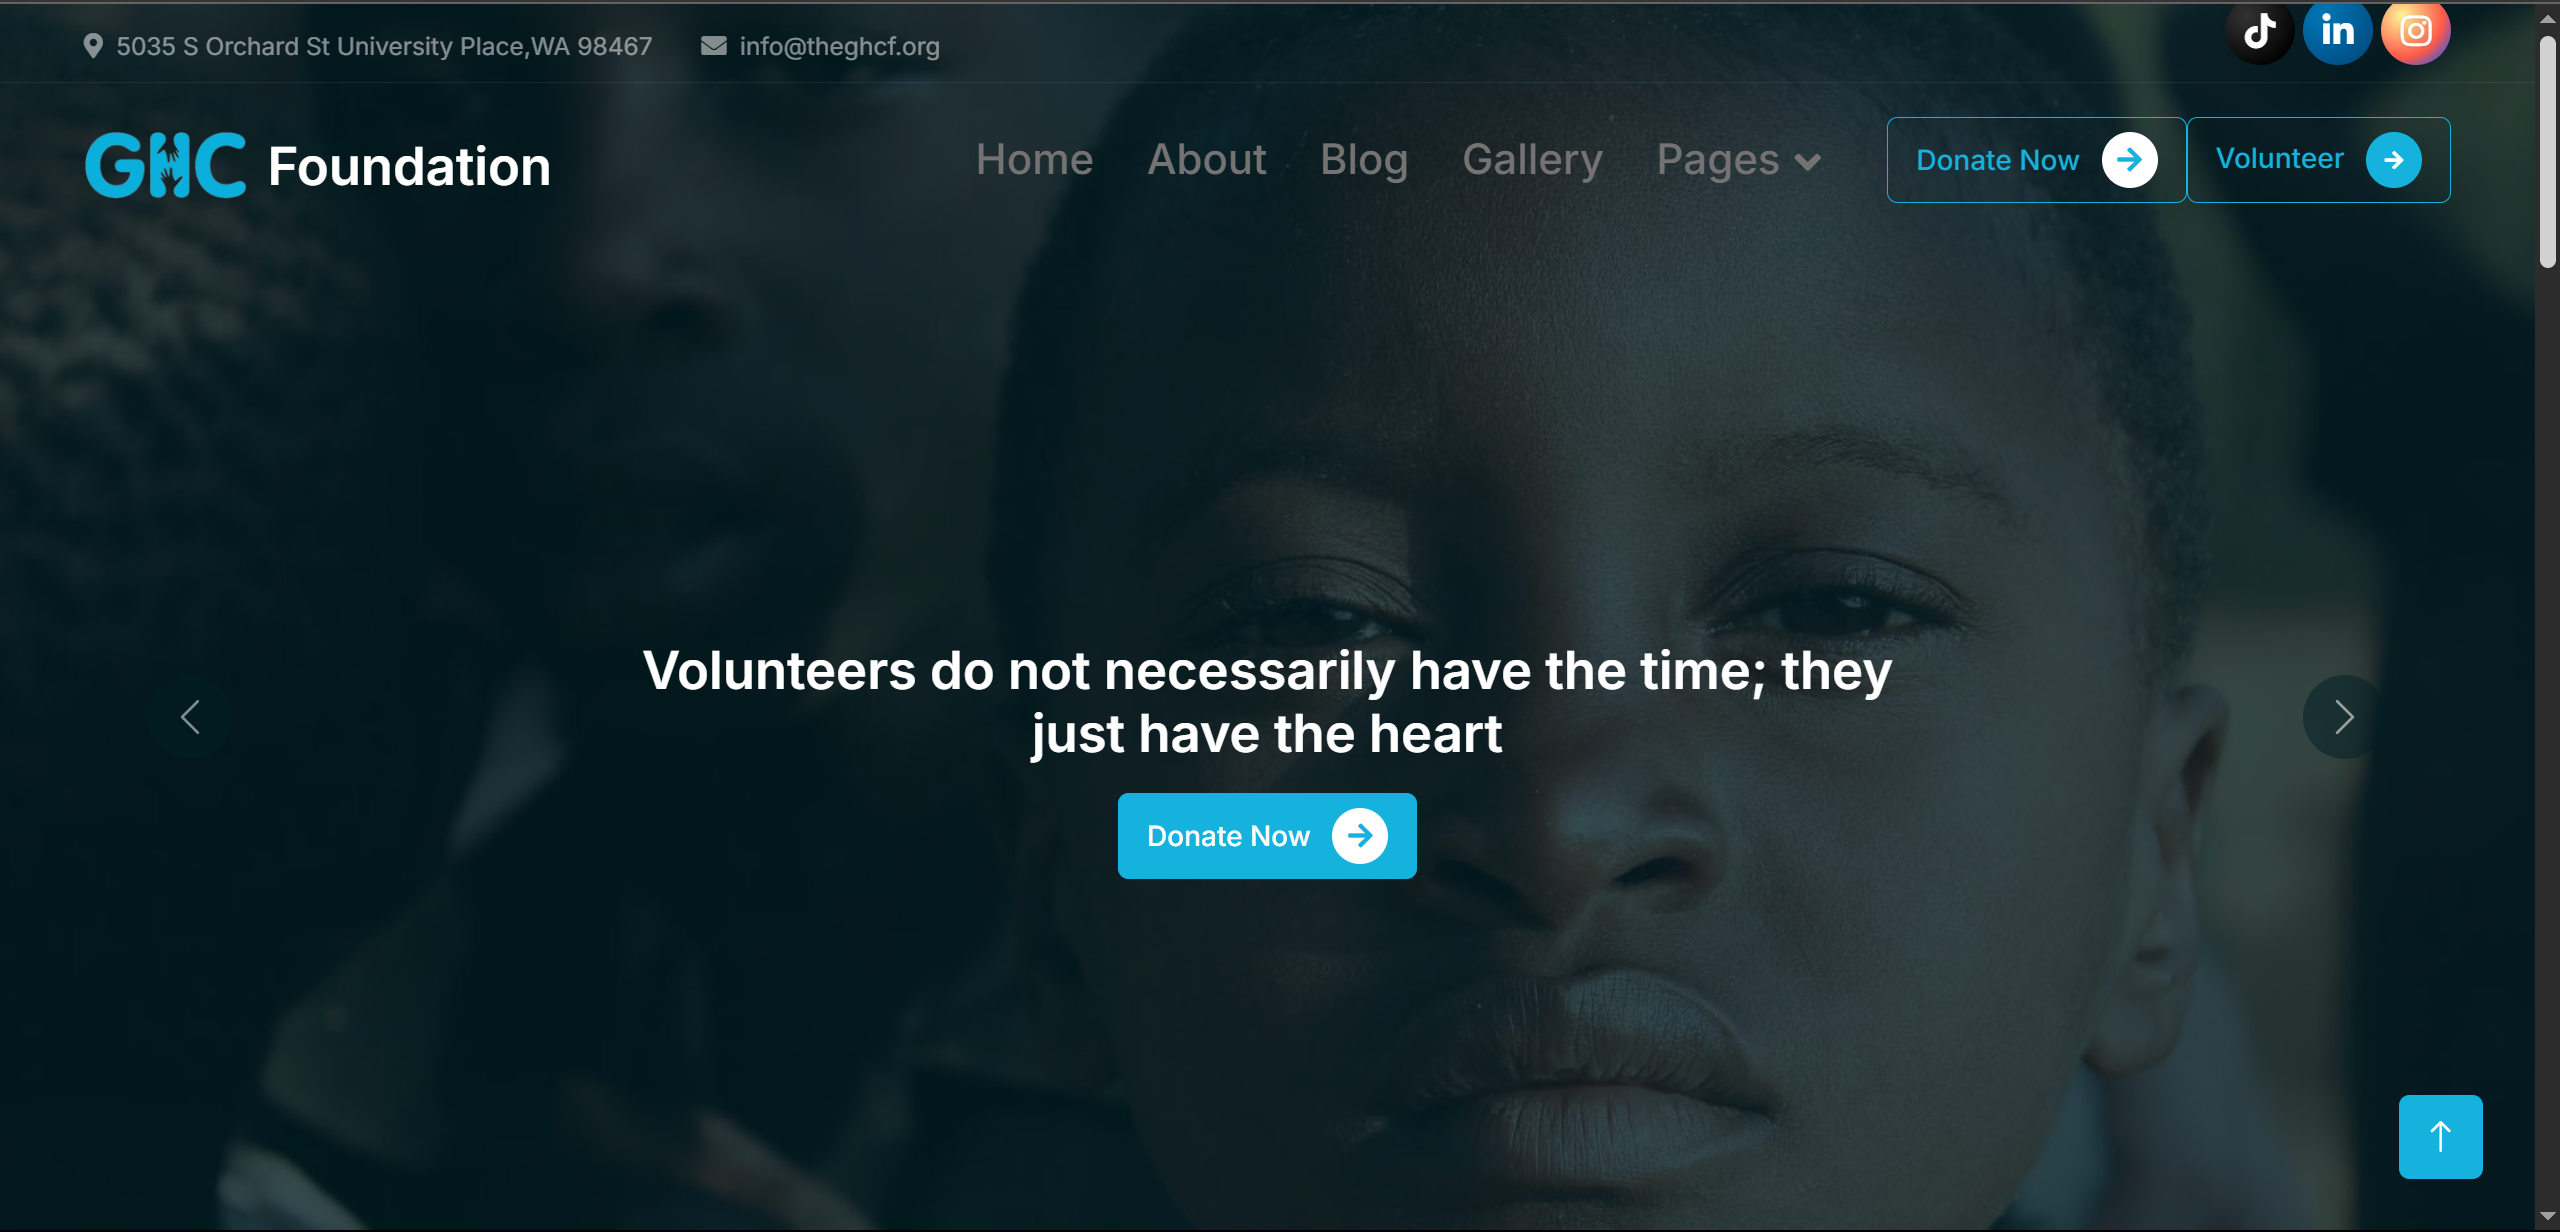 5035 S Orchard St University Place,WA 98467
info@theghcf.org
GHC Foundation
Home
About
Blog
Gallery
Pages
Donate Now
Volunteer
Volunteers do not necessarily have the time; they
just have the heart
Donate Now